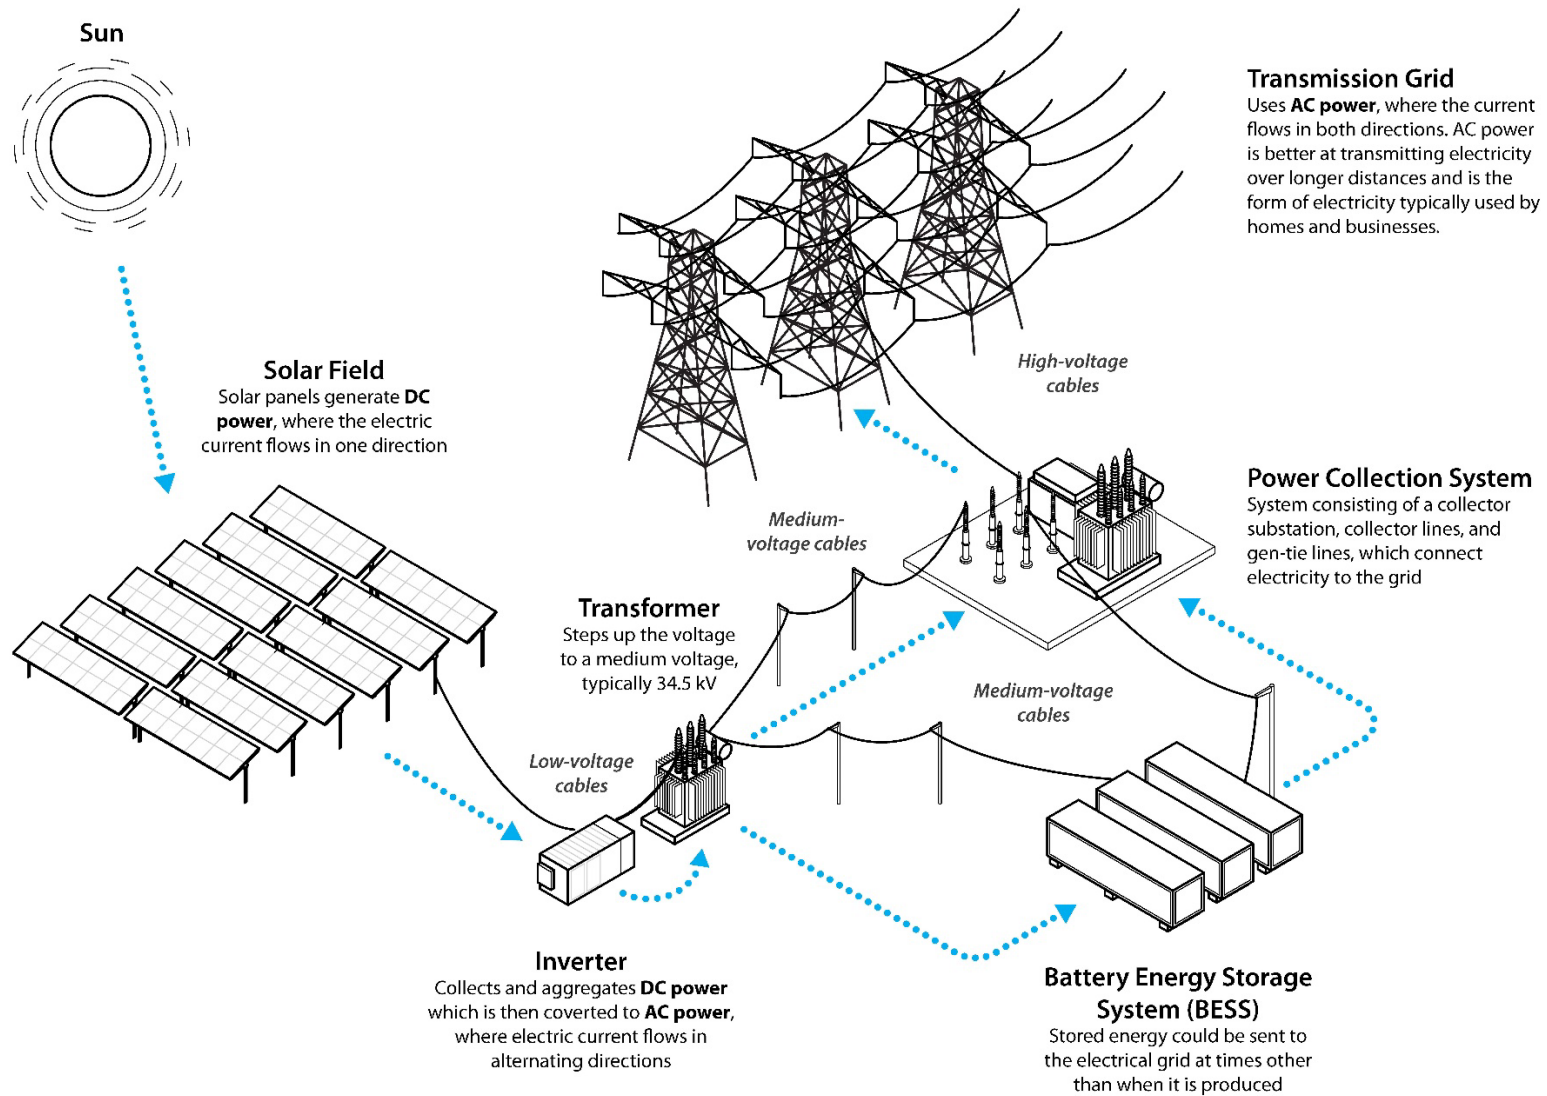 Sun
Transmission Grid
Uses AC power, where the current
flows in both directions. AC power
is better at transmitting electricity
over longer distances and is the
form of electricity typically used by
homes and businesses.
Solar Field
Solar panels generate DC
power, where the electric
current flows in one direction
High-voltage
cables
Power Collection System
System consisting of a collector
substation, collector lines, and
gen-tie lines, which connect
electricity to the grid
Medium-
voltage cables
Transformer
Steps up the voltage
to a medium voltage,
typically 34.5 kV
Medium-voltage
cables
Low-voltage
cables
Inverter
Collects and aggregates DC power
which is then coverted to AC power,
where electric current flows in
alternating directions
Battery Energy Storage
System (BESS)
Stored energy could be sent to
the electrical grid at times other
than when it is produced